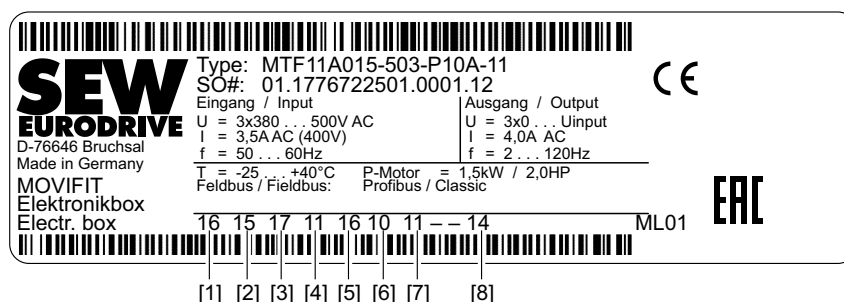 Type: MTF11A015-503-P10A-11
SO#: 01.1776722501.0001.12
CE
SEW
EURODRIVE
D-76646 Bruchsal
Made in Germany
MOVIFIT
Elektronikbox
Electr. box
Eingang / Input
U = 3x380 . . . 500V AC
I = 3,5A AC (400V)
f = 50 . . . 60Hz
Ausgang / Output
U = 3x0 . . . Uinput
I = 4,0A AC
f = 2 . . . 120Hz
T = -25 . . . +40°C P-Motor = 1,5kW / 2,0HP
Feldbus / Fieldbus: Profibus / Classic
EAC
16 15 17 11 16 10 11 – – 14 ML01
[1] [2] [3] [4] [5] [6] [7] [8]